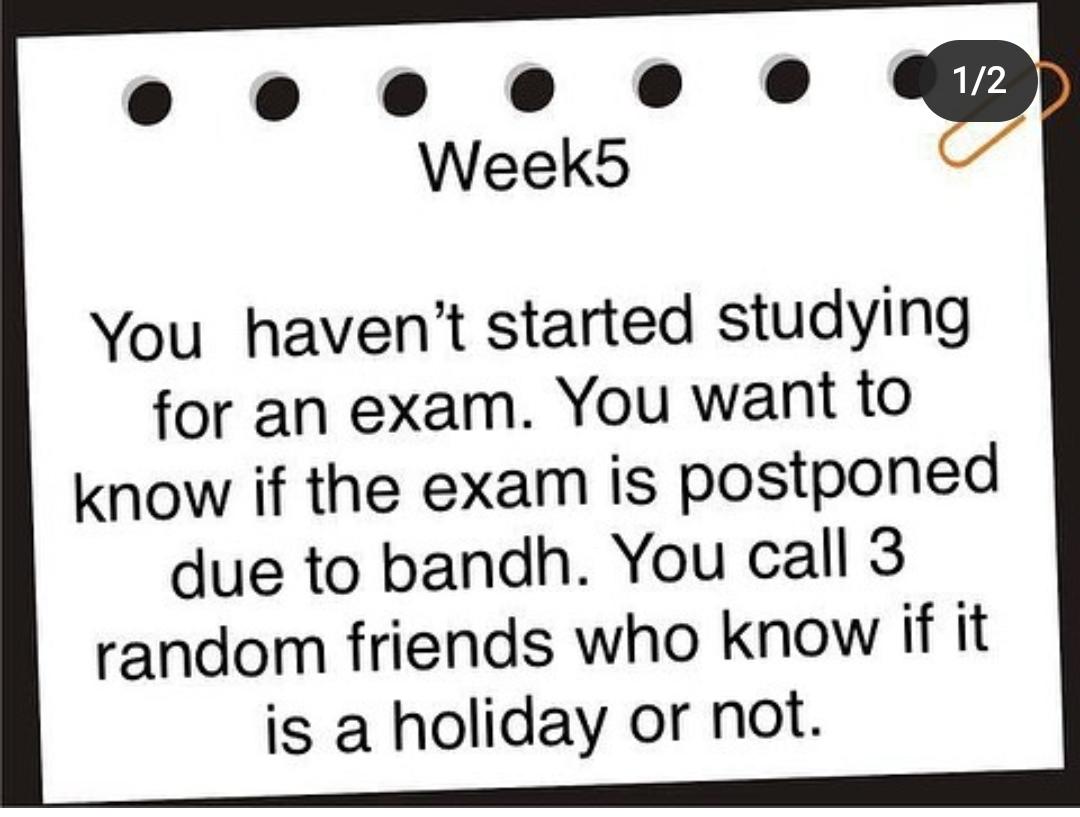 1/2
Week5
You  haven’t started studying
for an exam. You want to
know if the exam is postponed
due to bandh. You call 3
random friends who know if it
is a holiday or not.